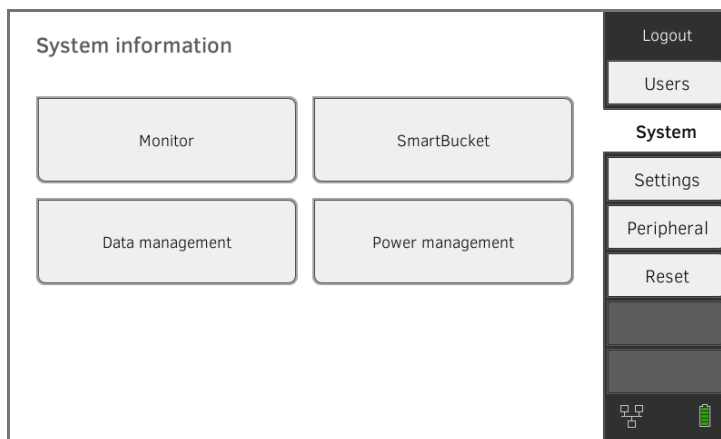 System information
Monitor
SmartBucket
Data management
Power management
Logout
Users
System
Settings
Peripheral
Reset